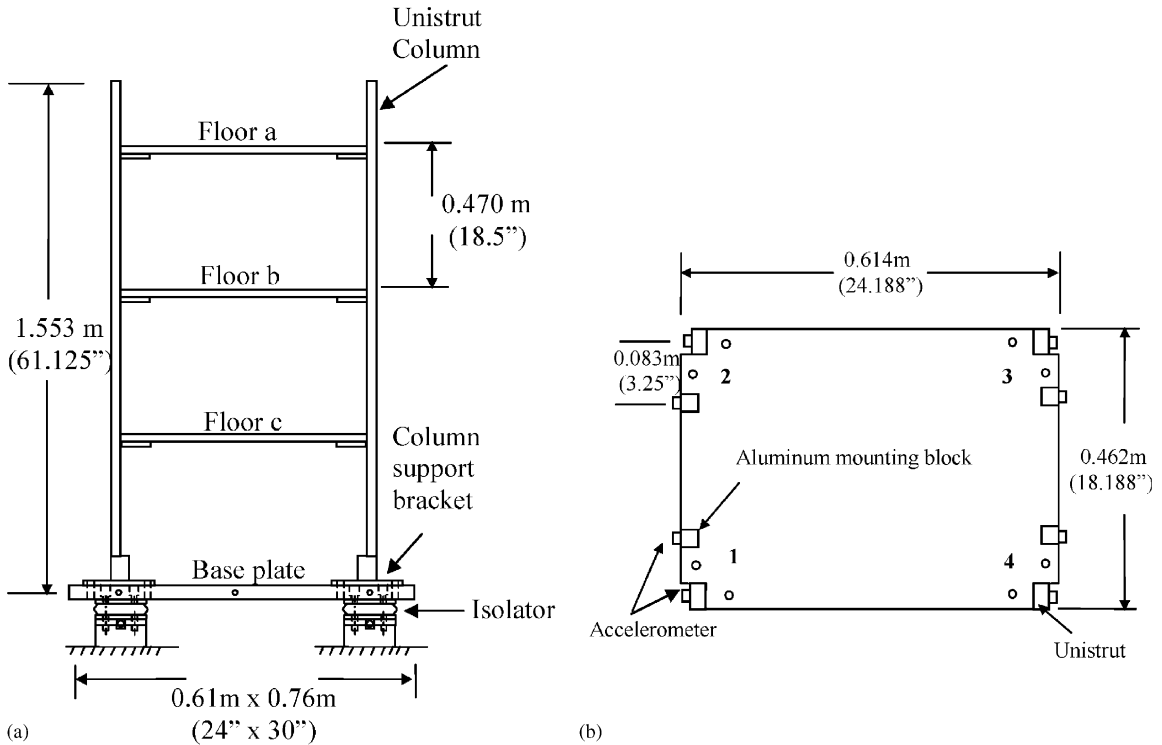 Unistrut
Column
Floor a
0.470 m
(18.5”)
Floor b
1.553 m
(61.125”)
Floor c
Column
support
bracket
Base plate
Isolator
0.61m x 0.76m
(24” x 30”)
(a)
0.614m
(24.188”)
0.083m
(3.25”)
2
3
Aluminum mounting block
0.462m
(18.188”)
1
4
Accelerometer
Unistrut
(b)